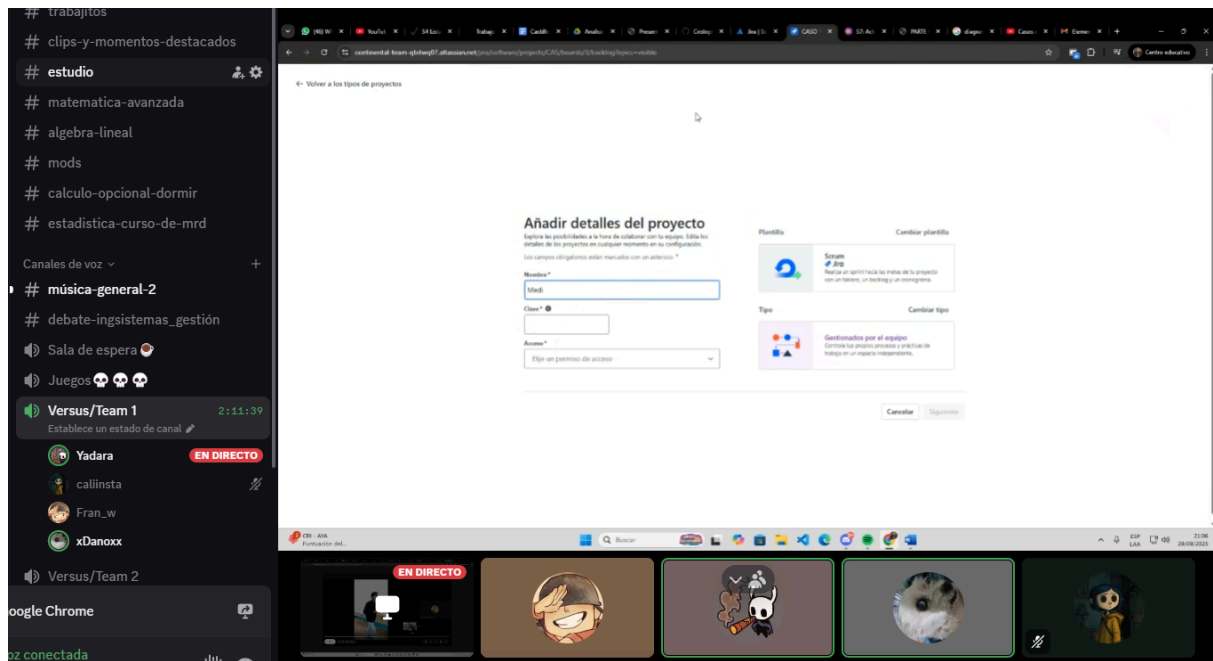 # trabajitos
# clips-y-momentos-destacados
# estudio
# matematica-avanzada
# algebra-lineal
# mods
# calculo-opcional-dormir
# estadistica-curso-de-mrd
Canales de voz
# música-general-2
# debate-ingsistemas_gestión
Sala de espera
Juegos
Versus/Team 1 2:11:39
Establece un estado de canal
Yadara EN DIRECTO
caliinsta
Fran_w
xDanoxx
Versus/Team 2
oogle Chrome
oz conectada
Centro educativo
← Volver a los tipos de proyectos
Añadir detalles del proyecto
Explora las posibilidades a la hora de colaborar con tu equipo. Edita los
detalles de los proyectos en cualquier momento en su configuración.
Los campos obligatorios están marcados con un asterisco *
Nombre*
Medi
Clave*
Acceso*
Elige un permiso de acceso
Plantilla Cambiar plantilla
Scrum
Jira
Realiza un sprint hacia las metas de tu proyecto
con un tablero, un backlog y un cronograma.
Tipo Cambiar tipo
Gestionados por el equipo
Controla tus propios procesos y prácticas de
trabajo en un espacio independiente.
Cancelar Siguiente
Buscar
ESP
LAA
21:06
29/09/2025
EN DIRECTO